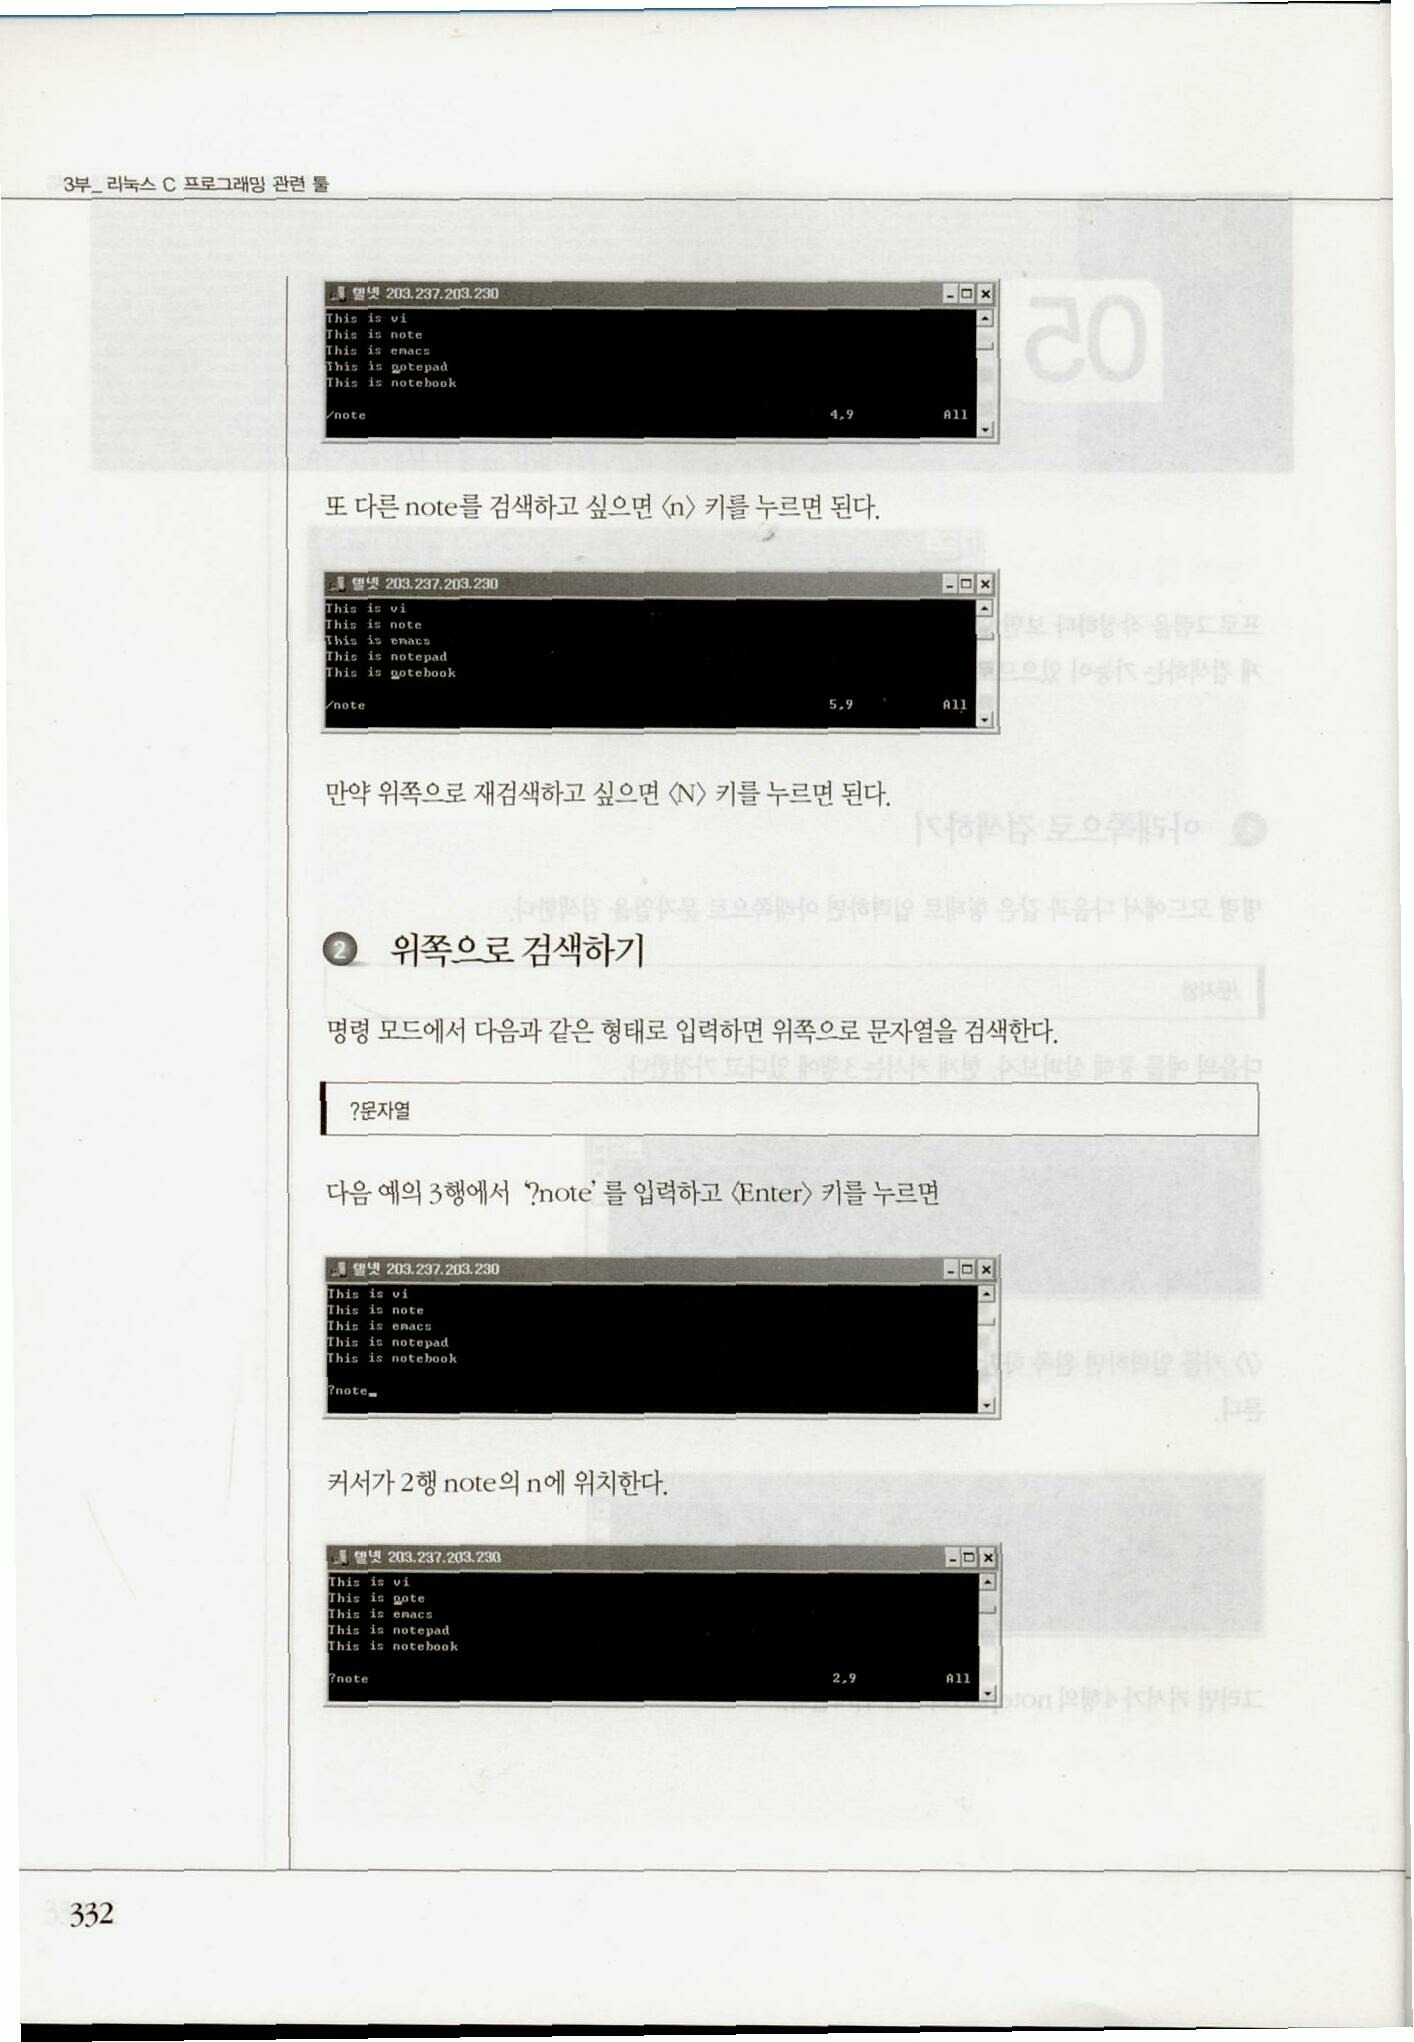 3부_ 리눅스 C 프로그래밍 관련 툴
텔넷 203.237.203.230
This is vi
This is note
This is emacs
This is notepad
This is notebook
/note 4,9 All
또 다른 note를 검색하고 싶으면 〈n〉 키를 누르면 된다.
텔넷 203.237.203.230
This is vi
This is note
This is emacs
This is notepad
This is notebook
/note 5,9 All
만약 위쪽으로 재검색하고 싶으면 〈N〉 키를 누르면 된다.
2 위쪽으로 검색하기
명령 모드에서 다음과 같은 형태로 입력하면 위쪽으로 문자열을 검색한다.
?문자열
다음 예의 3행에서 '?note'를 입력하고 〈Enter〉 키를 누르면
텔넷 203.237.203.230
This is vi
This is note
This is emacs
This is notepad
This is notebook
?note
커서가 2행 note의 n에 위치한다.
텔넷 203.237.203.230
This is vi
This is note
This is emacs
This is notepad
This is notebook
?note 2,9 All
332